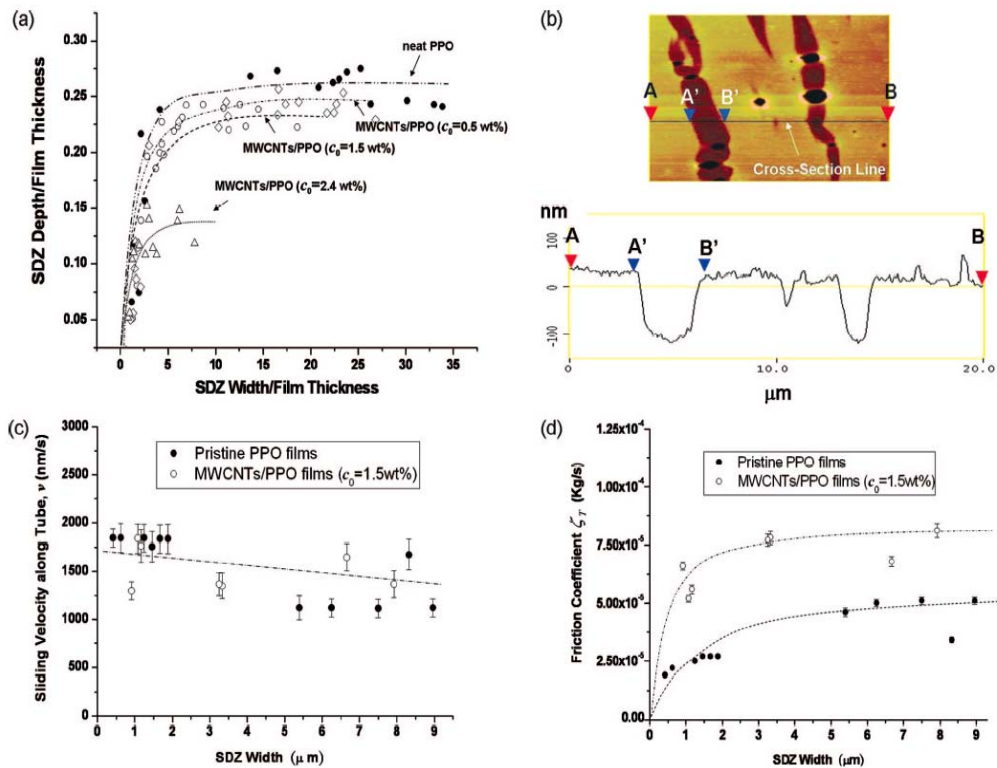 (a)
0.30
0.25
0.20
0.15
0.10
0.05
0 5 10 15 20 25 30 35
SDZ Depth/Film Thickness
SDZ Width/Film Thickness
neat PPO
MWCNTs/PPO (c₀=0.5 wt%)
MWCNTs/PPO (c₀=1.5 wt%)
MWCNTs/PPO (c₀=2.4 wt%)
(b)
A A' B' B
Cross-Section Line
nm
A A' B' B
100
0
-100
0 10.0 20.0
μm
(c)
3000
2500
2000
1500
1000
500
0
0 1 2 3 4 5 6 7 8 9
Sliding Velocity along Tube, v (nm/s)
SDZ Width (μ m)
Pristine PPO films
MWCNTs/PPO films (c₀=1.5wt%)
(d)
1.25x10⁻⁴
1.00x10⁻⁴
7.50x10⁻⁵
5.00x10⁻⁵
2.50x10⁻⁵
0.00
0 1 2 3 4 5 6 7 8 9
Friction Coefficient ζT (Kg/s)
SDZ Width (μm)
Pristine PPO films
MWCNTs/PPO films (c₀=1.5wt%)